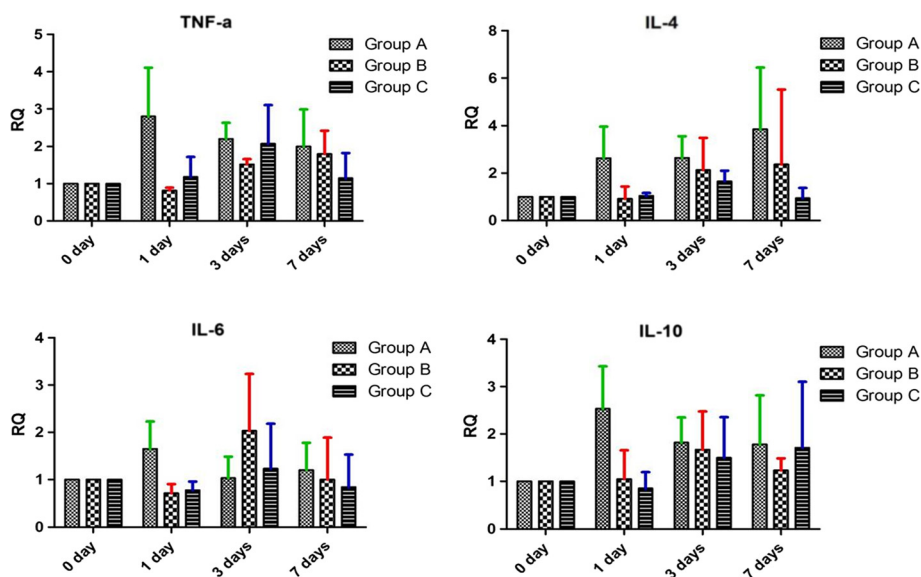 TNF-a
5
4
3
2
1
0
RQ
Group A
Group B
Group C
0 day
1 day
3 days
7 days
IL-4
8
6
4
2
0
RQ
Group A
Group B
Group C
0 day
1 day
3 days
7 days
IL-6
4
3
2
1
0
RQ
Group A
Group B
Group C
0 day
1 day
3 days
7 days
IL-10
4
3
2
1
0
RQ
Group A
Group B
Group C
0 day
1 day
3 days
7 days